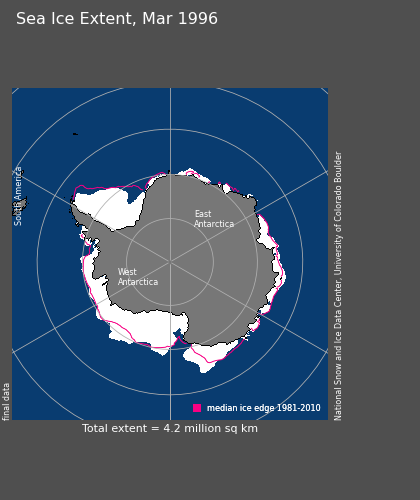 Sea Ice Extent, Mar 1996
South America
East
Antarctica
West
Antarctica
National Snow and Ice Data Center, University of Colorado Boulder
final data
median ice edge 1981-2010
Total extent = 4.2 million sq km